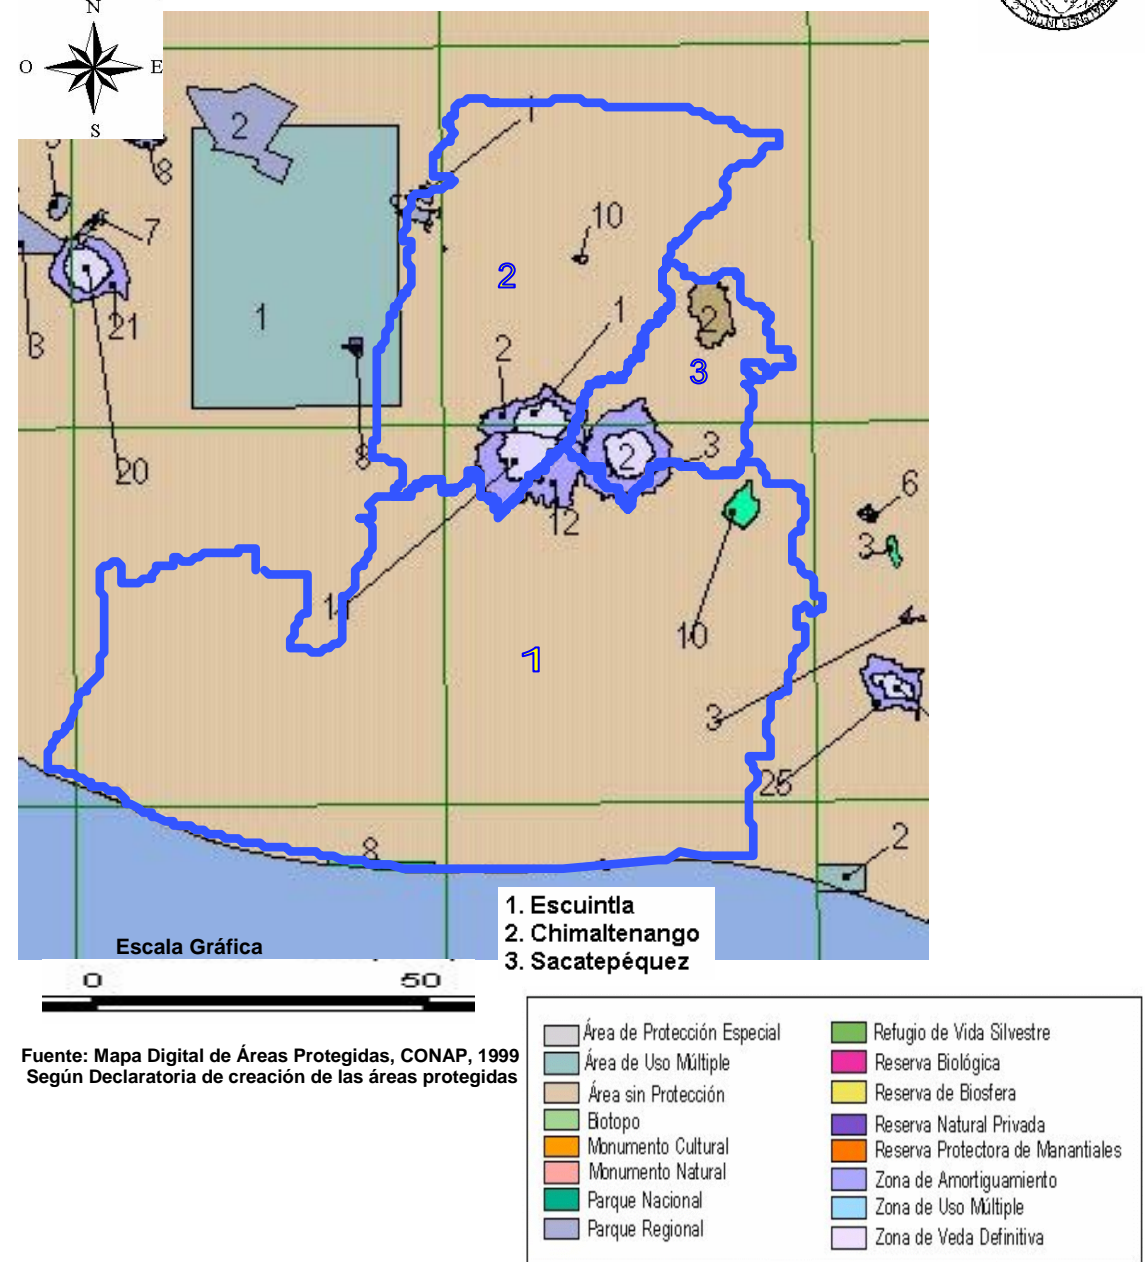 N
O E
S
2
8
7
1
10
2
1
21
8
2
1
2
3
2
3
20
8
12
6
3
10
1
3
4
25
8
2
1. Escuintla
2. Chimaltenango
3. Sacatepéquez
Escala Gráfica
0 50
Fuente: Mapa Digital de Áreas Protegidas, CONAP, 1999
Según Declaratoria de creación de las áreas protegidas
Área de Protección Especial
Área de Uso Múltiple
Área sin Protección
Biotopo
Monumento Cultural
Monumento Natural
Parque Nacional
Parque Regional
Refugio de Vida Silvestre
Reserva Biológica
Reserva de Biosfera
Reserva Natural Privada
Reserva Protectora de Manantiales
Zona de Amortiguamiento
Zona de Uso Múltiple
Zona de Veda Definitiva